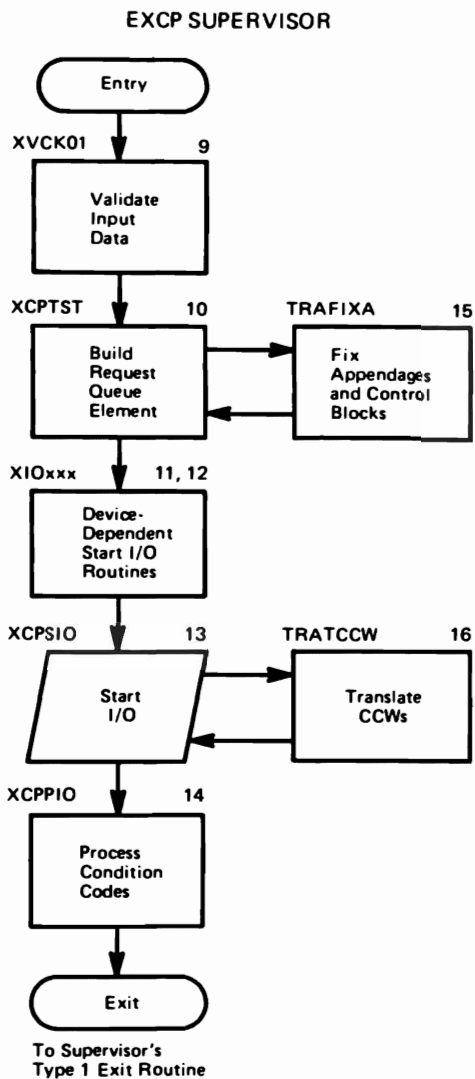 EXCP SUPERVISOR
Entry
XVCK01 9
Validate
Input
Data
XCPTST 10
Build
Request
Queue
Element
TRAFIXA 15
Fix
Appendages
and Control
Blocks
XIOxxx 11, 12
Device-
Dependent
Start I/O
Routines
XCPSIO 13
Start
I/O
TRATCCW 16
Translate
CCWs
XCPPIO 14
Process
Condition
Codes
Exit
To Supervisor's
Type 1 Exit Routine